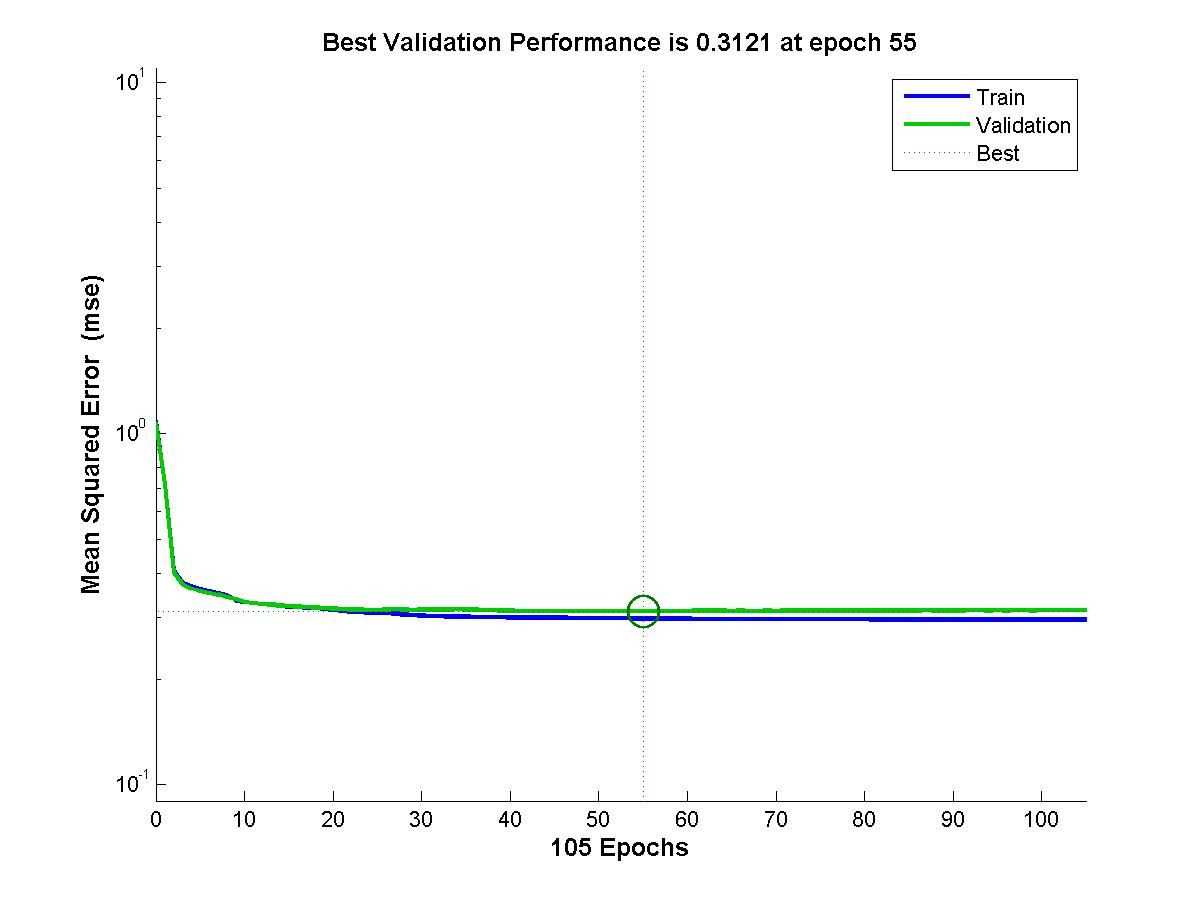 Best Validation Performance is 0.3121 at epoch 55
Train
Validation
Best
Mean Squared Error (mse)
10^1
10^0
10^-1
0 10 20 30 40 50 60 70 80 90 100
105 Epochs